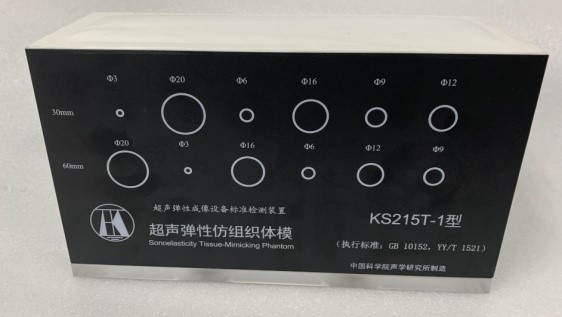 Φ3 Φ20 Φ6 Φ16 Φ9 Φ12
30mm
Φ20 Φ3 Φ16 Φ6 Φ12 Φ9
60mm
超声弹性成像设备标准检测装置
超声弹性仿组织体模
KS215T-1型
Sonoelasticity Tissue-Mimicking Phantom
(执行标准: GB 10152, YY/T 1521)
中国科学院声学研究所制造